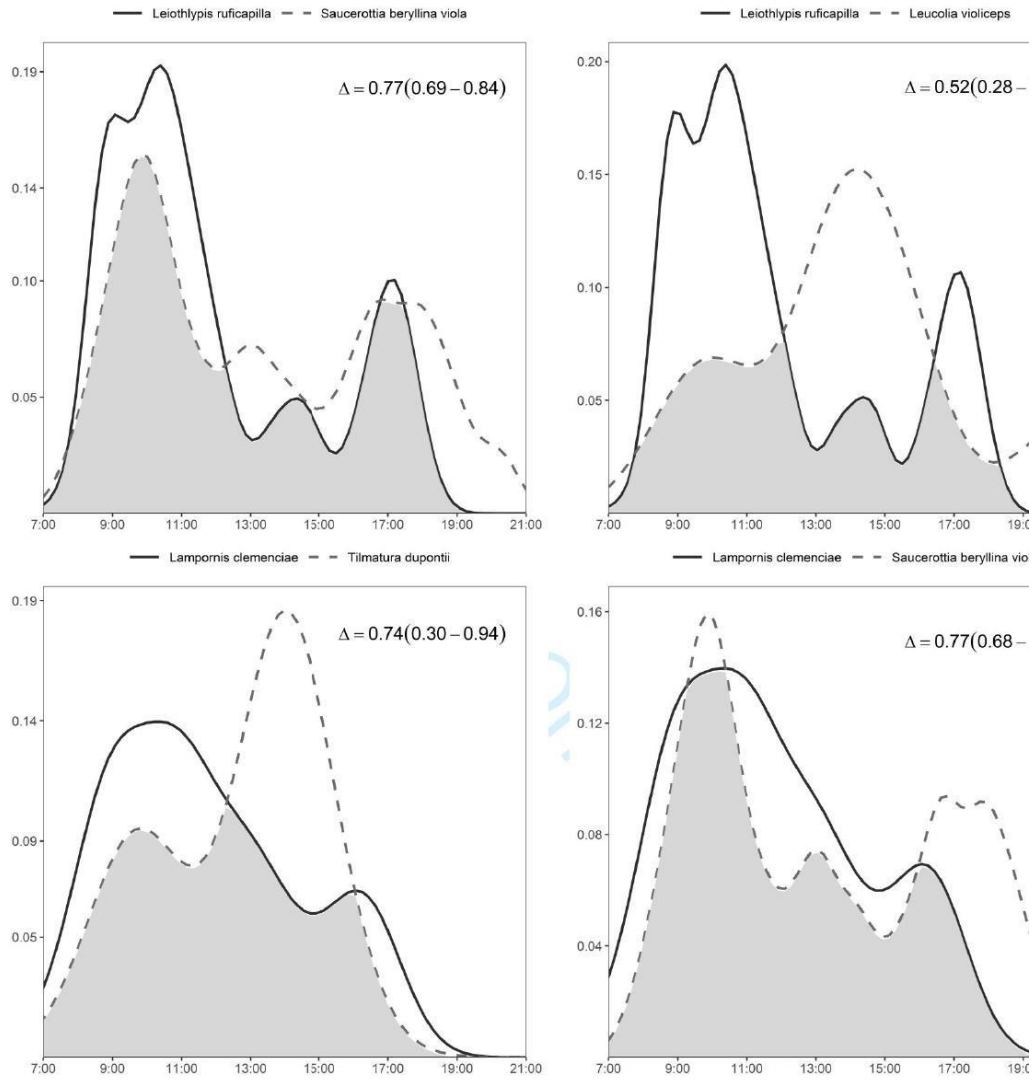 Leiothlypis ruficapilla Saucerottia beryllina viola
0.19
0.14
0.10
0.05
Δ = 0.77(0.69 – 0.84)
7:00 9:00 11:00 13:00 15:00 17:00 19:00 21:00
Leiothlypis ruficapilla Leucolia violiceps
0.20
0.15
0.10
0.05
Δ = 0.52(0.28 –
7:00 9:00 11:00 13:00 15:00 17:00
Lampornis clemenciae Tilmatura dupontii
0.19
0.14
0.09
0.05
Δ = 0.74(0.30 – 0.94)
7:00 9:00 11:00 13:00 15:00 17:00 19:00 21:00
Lampornis clemenciae Saucerottia beryllina
0.16
0.12
0.08
0.04
Δ = 0.77(0.68 –
7:00 9:00 11:00 13:00 15:00 17:00